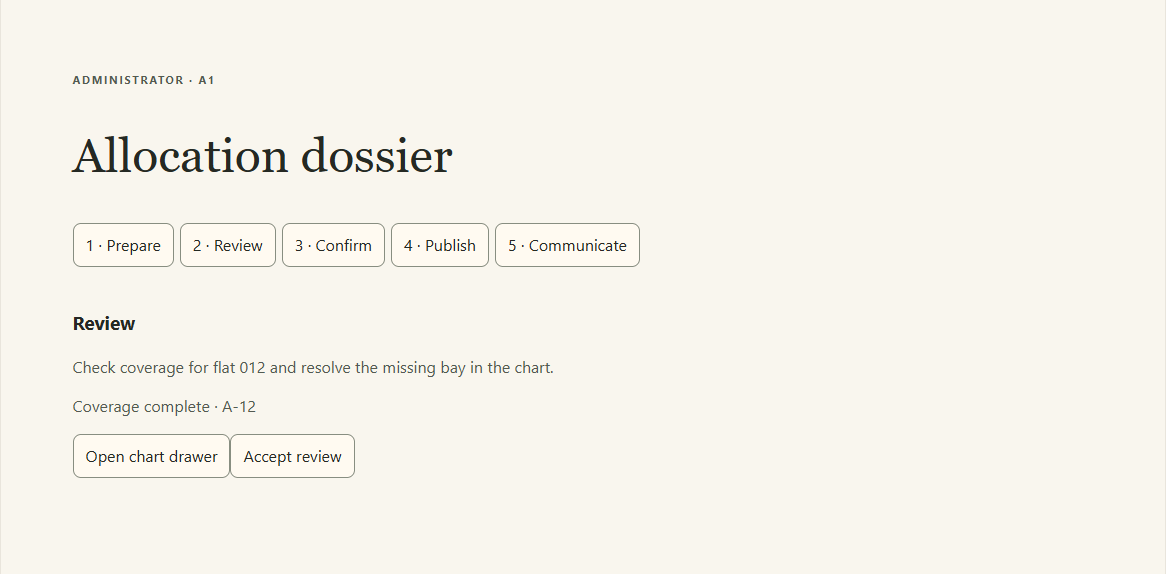 ADMINISTRATOR · A1
Allocation dossier
1 · Prepare 2 · Review 3 · Confirm 4 · Publish 5 · Communicate
Review
Check coverage for flat 012 and resolve the missing bay in the chart.
Coverage complete · A-12
Open chart drawer Accept review